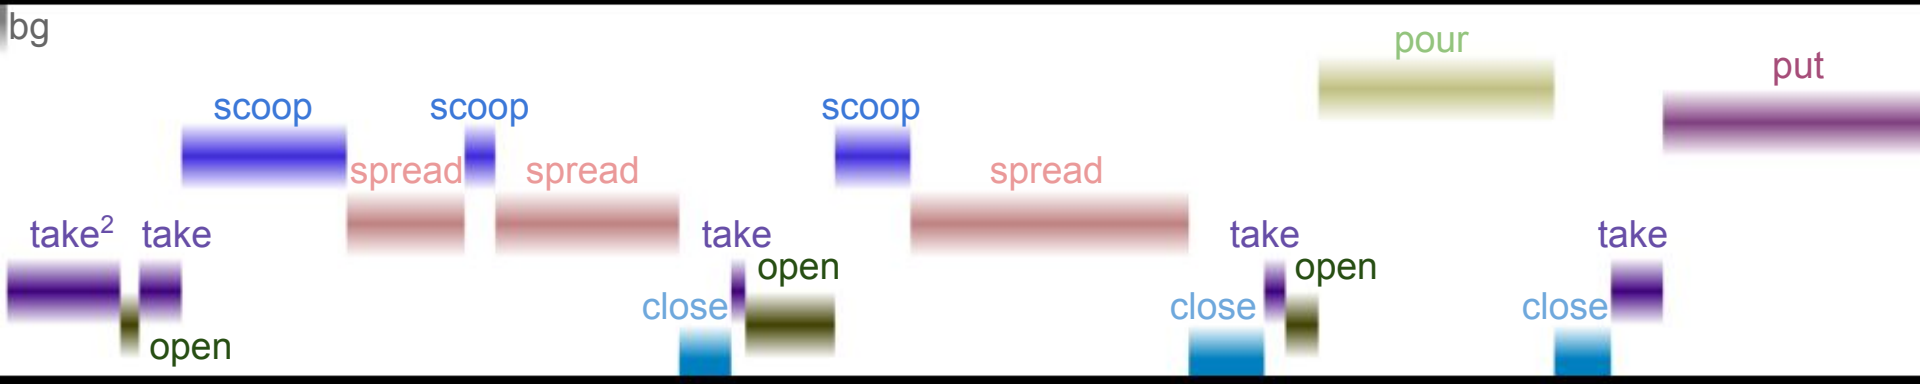 bg
pour
put
scoop scoop scoop
spread spread spread
take² take take take take
open open
close close close
open